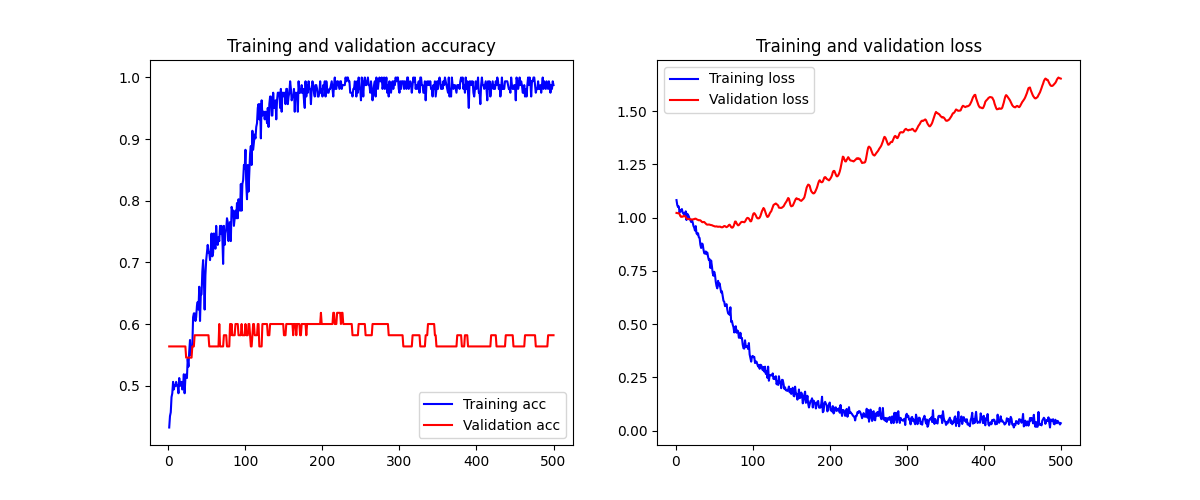 Training and validation accuracy
1.0
0.9
0.8
0.7
0.6
0.5
0 100 200 300 400 500
Training acc
Validation acc
Training and validation loss
Training loss
Validation loss
1.50
1.25
1.00
0.75
0.50
0.25
0.00
0 100 200 300 400 500